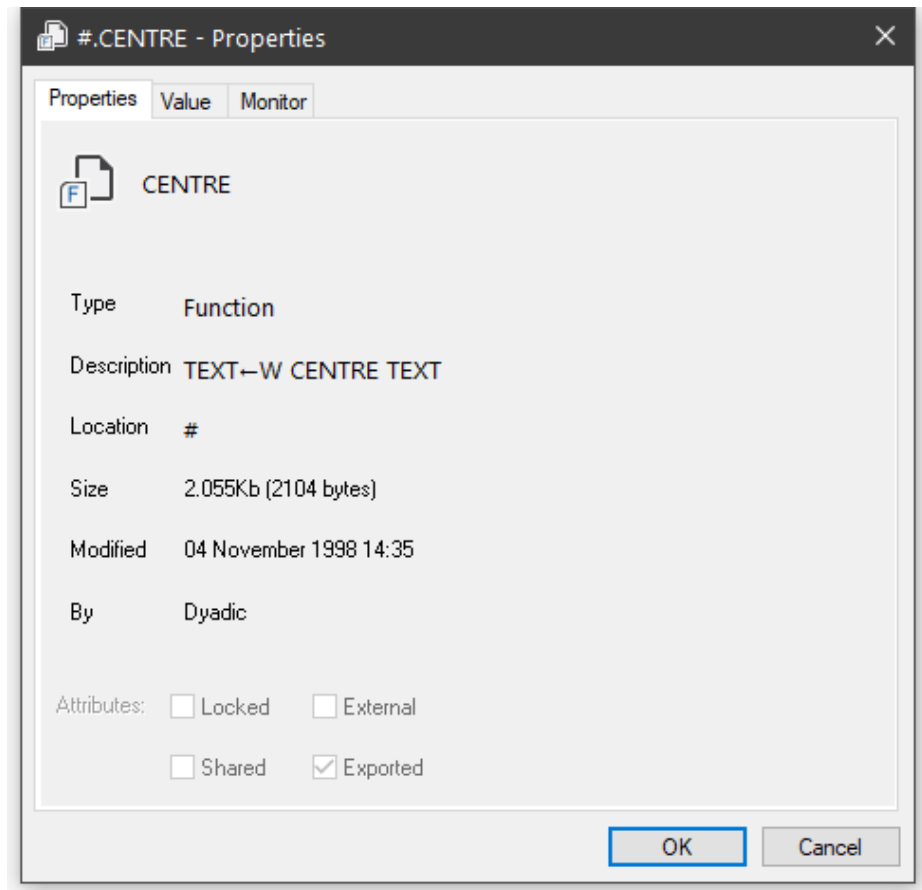 #.CENTRE - Properties
Properties Value Monitor
F CENTRE
Type Function
Description TEXT←W CENTRE TEXT
Location #
Size 2.055Kb (2104 bytes)
Modified 04 November 1998 14:35
By Dyadic
Attributes: Locked External
Shared Exported
OK Cancel